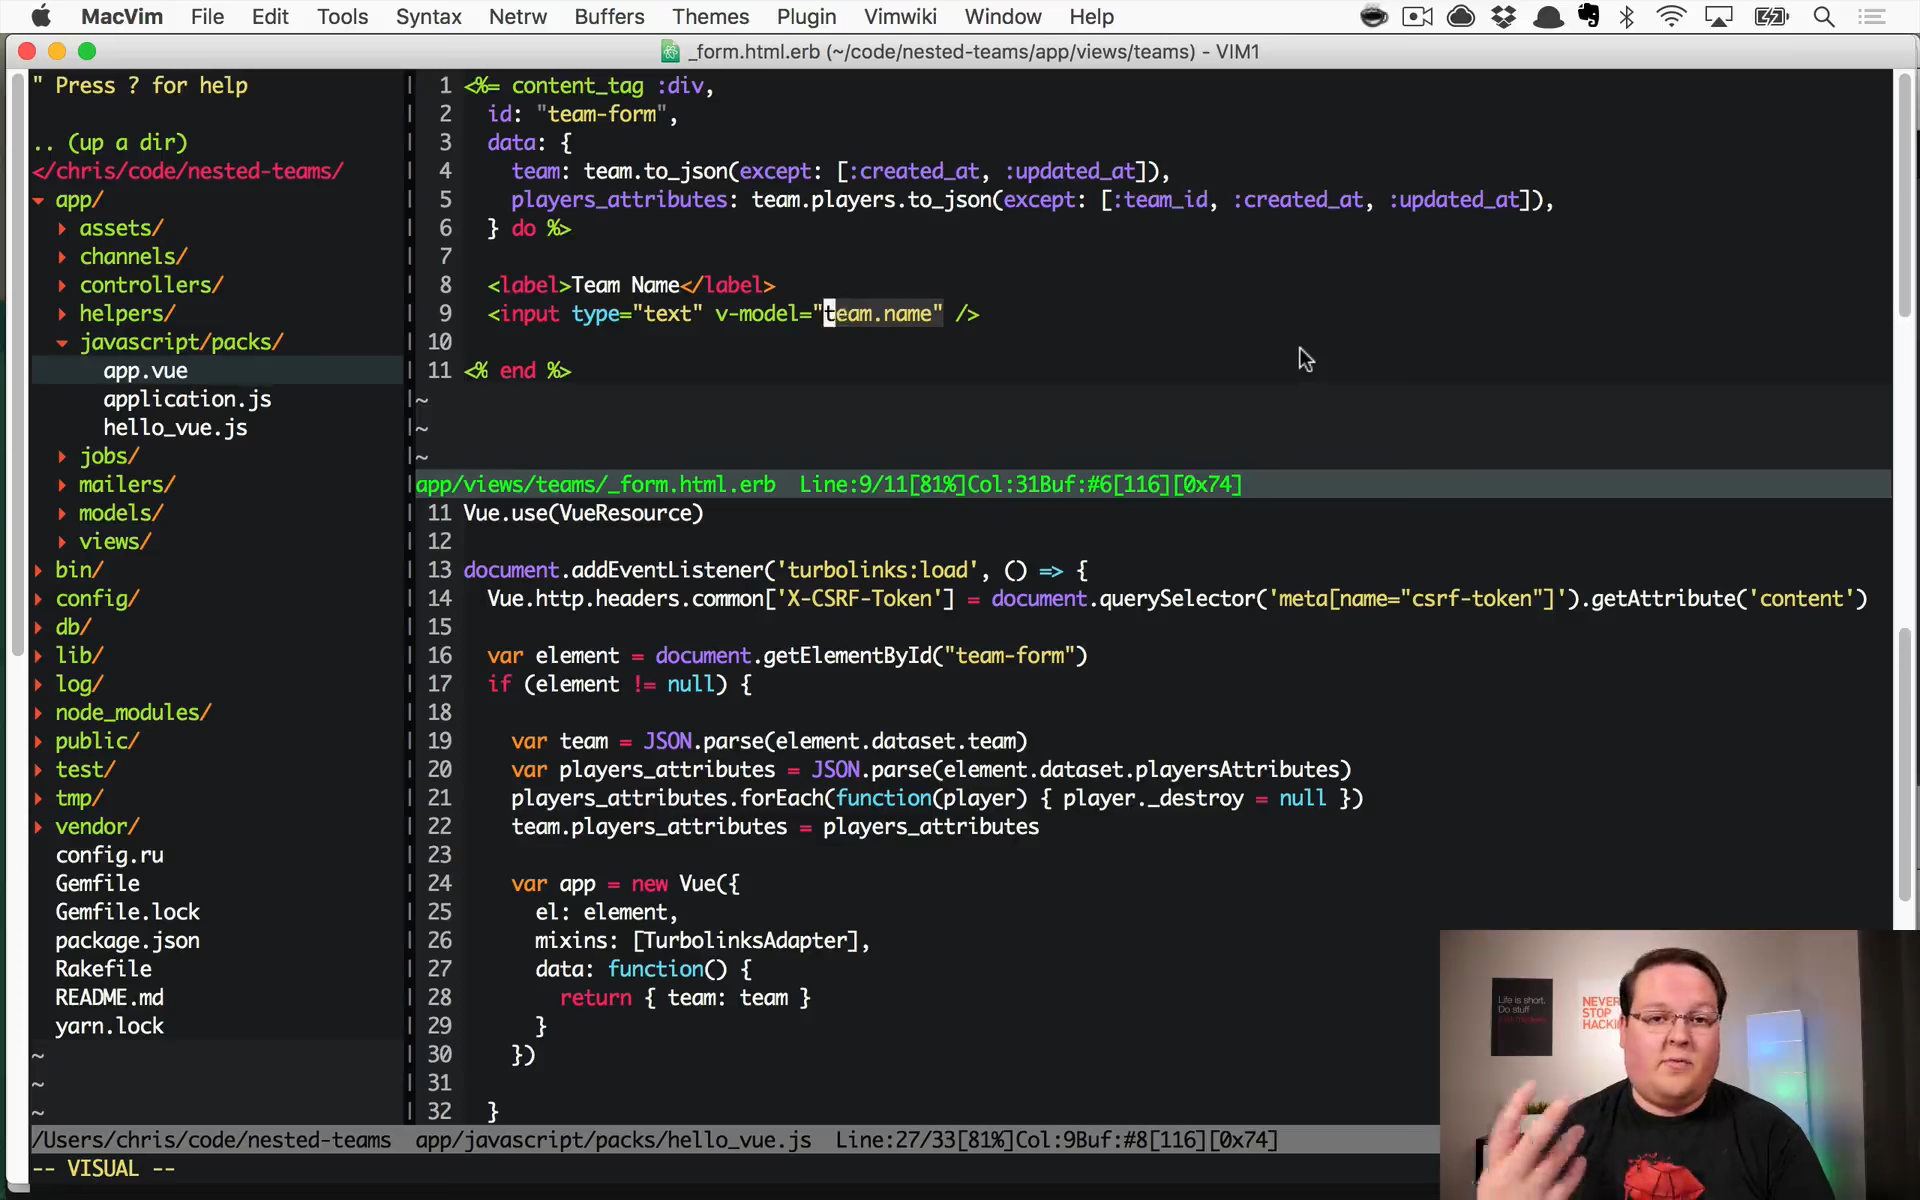 MacVim File Edit Tools Syntax Netrw Buffers Themes Plugin Vimwiki Window Help
_form.html.erb (~/code/nested-teams/app/views/teams) - VIM1
" Press ? for help
.. (up a dir)
</chris/code/nested-teams/
app/
assets/
channels/
controllers/
helpers/
javascript/packs/
app.vue
application.js
hello_vue.js
jobs/
mailers/
models/
views/
bin/
config/
db/
lib/
log/
node_modules/
public/
test/
tmp/
vendor/
config.ru
Gemfile
Gemfile.lock
package.json
Rakefile
README.md
yarn.lock
~
~
~
/Users/chris/code/nested-teams
1 <%= content_tag :div,
2 id: "team-form",
3 data: {
4 team: team.to_json(except: [:created_at, :updated_at]),
5 players_attributes: team.players.to_json(except: [:team_id, :created_at, :updated_at]),
6 } do %>
7
8 <label>Team Name</label>
9 <input type="text" v-model="team.name" />
10
11 <% end %>
~
~
~
app/views/teams/_form.html.erb Line:9/11[81%]Col:31Buf:#6[116][0x74]
11 Vue.use(VueResource)
12
13 document.addEventListener('turbolinks:load', () => {
14 Vue.http.headers.common['X-CSRF-Token'] = document.querySelector('meta[name="csrf-token"]').getAttribute('content')
15
16 var element = document.getElementById("team-form")
17 if (element != null) {
18
19 var team = JSON.parse(element.dataset.team)
20 var players_attributes = JSON.parse(element.dataset.playersAttributes)
21 players_attributes.forEach(function(player) { player._destroy = null })
22 team.players_attributes = players_attributes
23
24 var app = new Vue({
25 el: element,
26 mixins: [TurbolinksAdapter],
27 data: function() {
28 return { team: team }
29 }
30 })
31
32 }
app/javascript/packs/hello_vue.js Line:27/33[81%]Col:9Buf:#8[116][0x74]
-- VISUAL --
Life is short.
Do stuff
NEVER
STOP